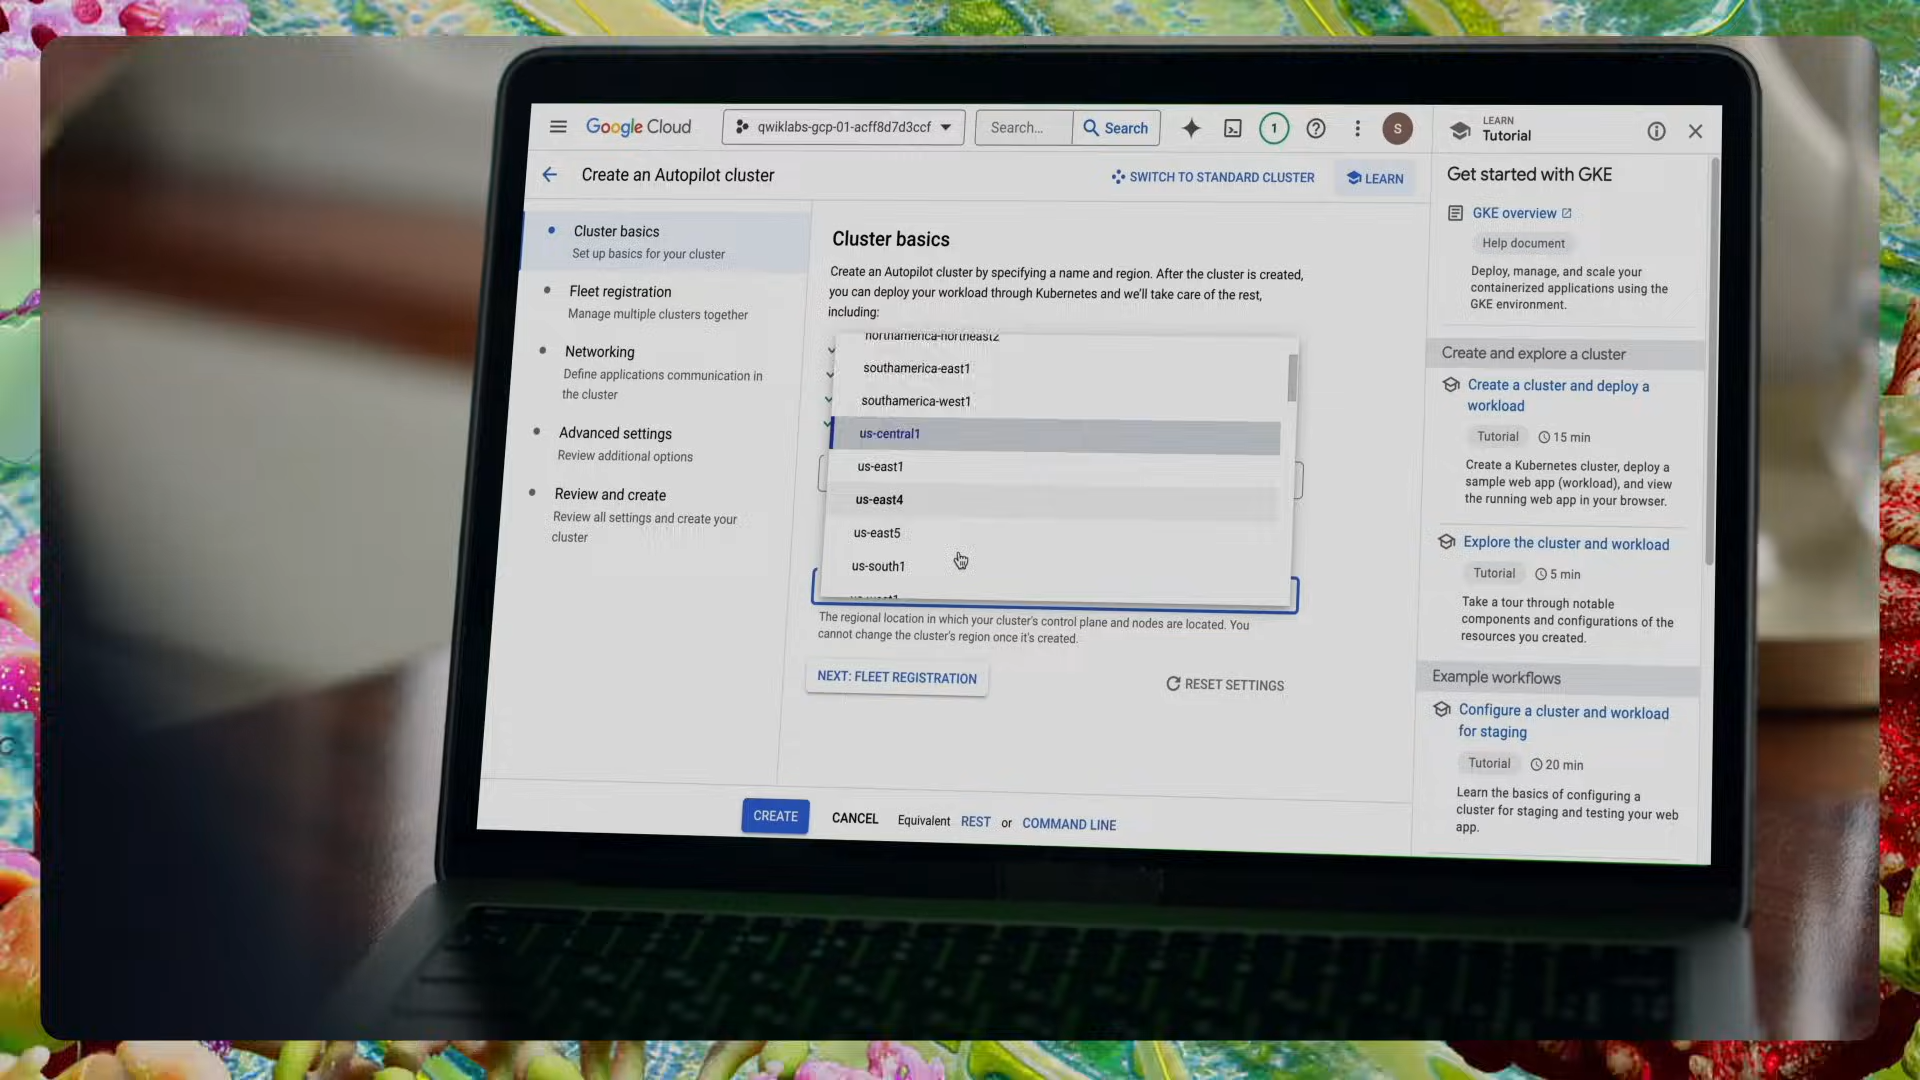 Google Cloud
qwiklabs-gcp-01-acff8d7d3ccf
Search...
Search
1
S
LEARN
Tutorial
Create an Autopilot cluster
SWITCH TO STANDARD CLUSTER
LEARN
Cluster basics
Set up basics for your cluster
Fleet registration
Manage multiple clusters together
Networking
Define applications communication in
the cluster
Advanced settings
Review additional options
Review and create
Review all settings and create your
cluster
Cluster basics
Create an Autopilot cluster by specifying a name and region. After the cluster is created,
you can deploy your workload through Kubernetes and we'll take care of the rest,
including:
northamerica-northeast2
southamerica-east1
southamerica-west1
us-central1
us-east1
us-east4
us-east5
us-south1
us-west1
The regional location in which your cluster's control plane and nodes are located. You
cannot change the cluster's region once it's created.
NEXT: FLEET REGISTRATION
RESET SETTINGS
CREATE
CANCEL
Equivalent REST or COMMAND LINE
Get started with GKE
GKE overview
Help document
Deploy, manage, and scale your
containerized applications using the
GKE environment.
Create and explore a cluster
Create a cluster and deploy a
workload
Tutorial
15 min
Create a Kubernetes cluster, deploy a
sample web app (workload), and view
the running web app in your browser.
Explore the cluster and workload
Tutorial
5 min
Take a tour through notable
components and configurations of the
resources you created.
Example workflows
Configure a cluster and workload
for staging
Tutorial
20 min
Learn the basics of configuring a
cluster for staging and testing your web
app.